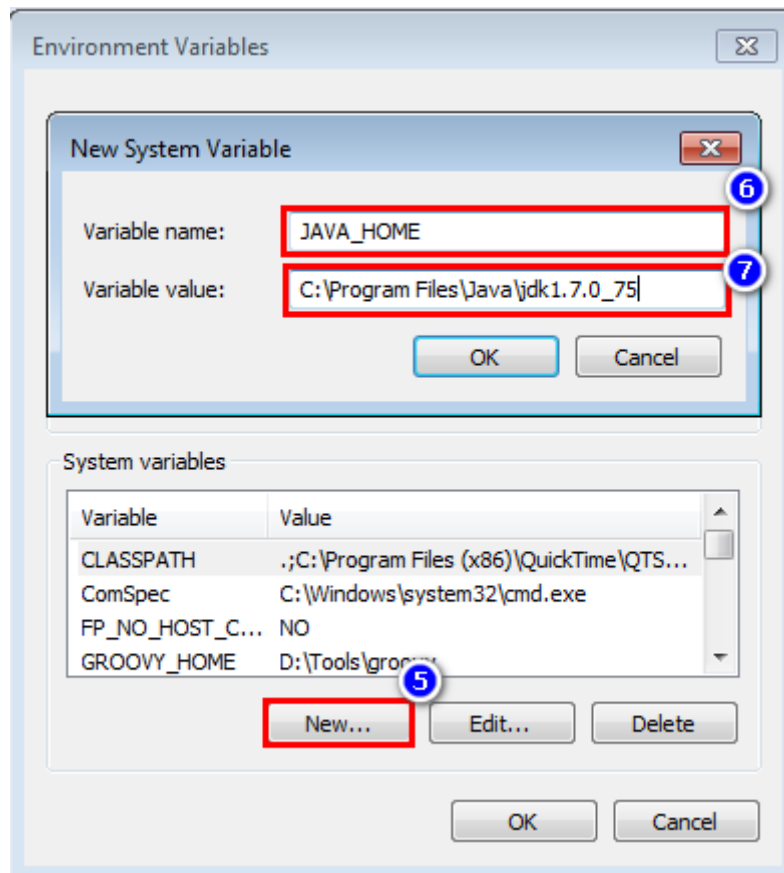 Environment Variables
New System Variable
6
Variable name: JAVA_HOME
7
Variable value: C:\Program Files\Java\jdk1.7.0_75
OK Cancel
System variables
Variable Value
CLASSPATH .;C:\Program Files (x86)\QuickTime\QTS...
ComSpec C:\Windows\system32\cmd.exe
FP_NO_HOST_C... NO
GROOVY_HOME D:\Tools\groovy
5
New... Edit... Delete
OK Cancel